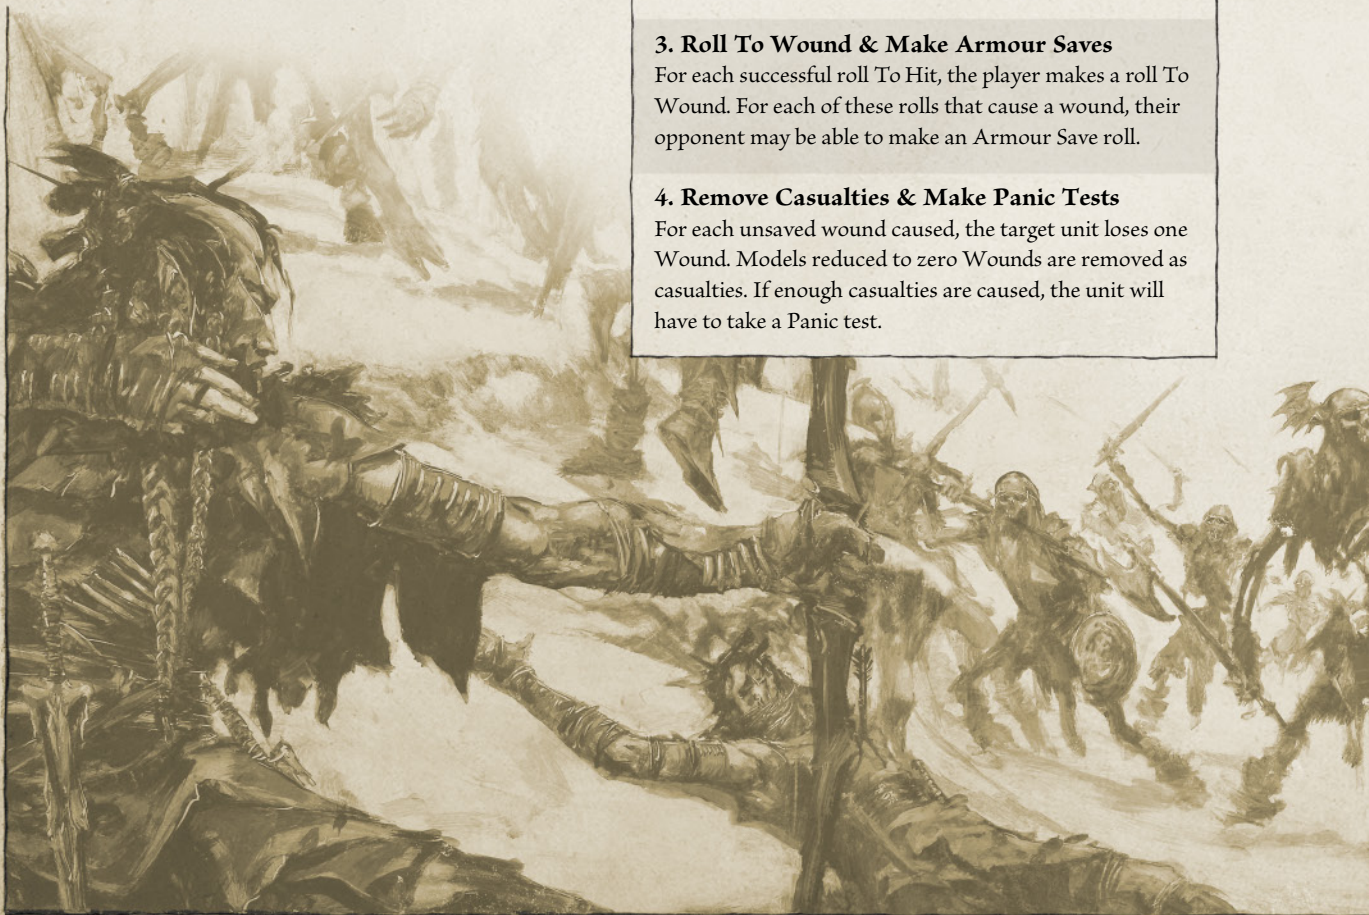 3. Roll To Wound & Make Armour Saves
For each successful roll To Hit, the player makes a roll To
Wound. For each of these rolls that cause a wound, their
opponent may be able to make an Armour Save roll.
4. Remove Casualties & Make Panic Tests
For each unsaved wound caused, the target unit loses one
Wound. Models reduced to zero Wounds are removed as
casualties. If enough casualties are caused, the unit will
have to take a Panic test.